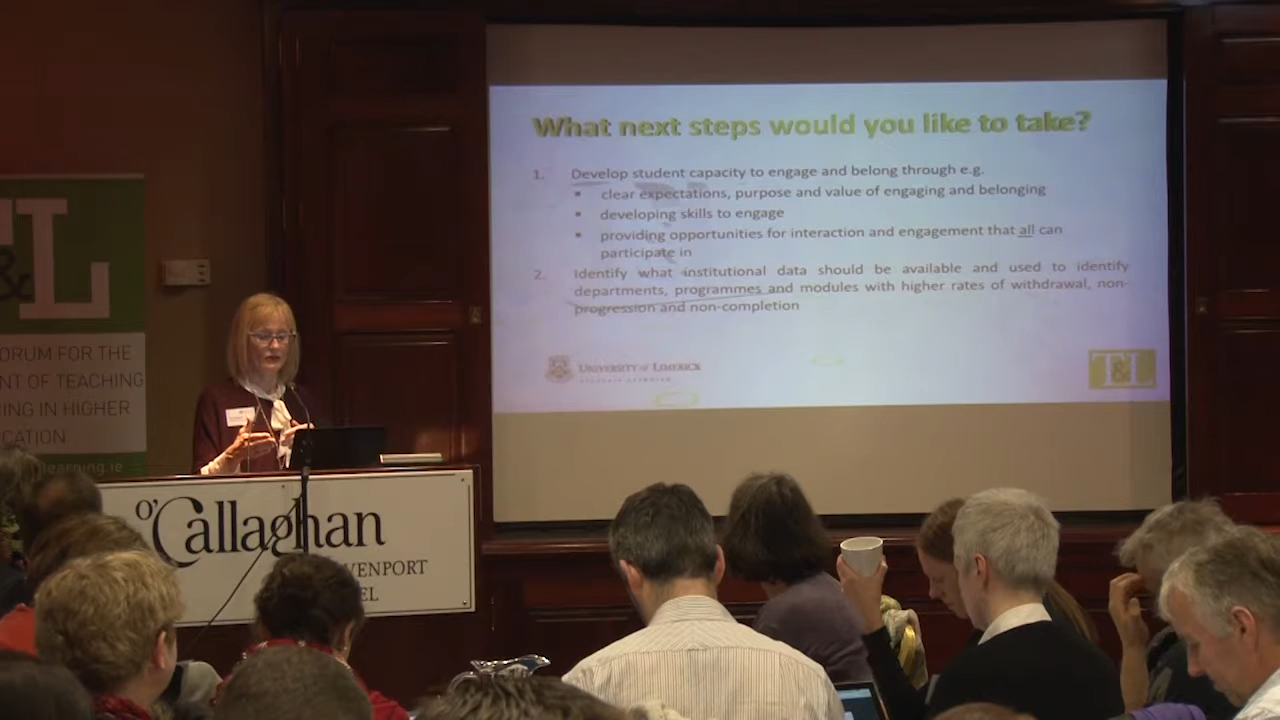 What next steps would you like to take?
1. Develop student capacity to engage and belong through e.g.
▪ clear expectations, purpose and value of engaging and belonging
▪ developing skills to engage
▪ providing opportunities for interaction and engagement that all can
participate in
2. Identify what institutional data should be available and used to identify
departments, programmes and modules with higher rates of withdrawal, non-
progression and non-completion
UNIVERSITY of LIMERICK
T&L
T&L
ORUM FOR THE
NT OF TEACHING
ING IN HIGHER
CATION
learning.ie
O'Callaghan
VENPORT
EL